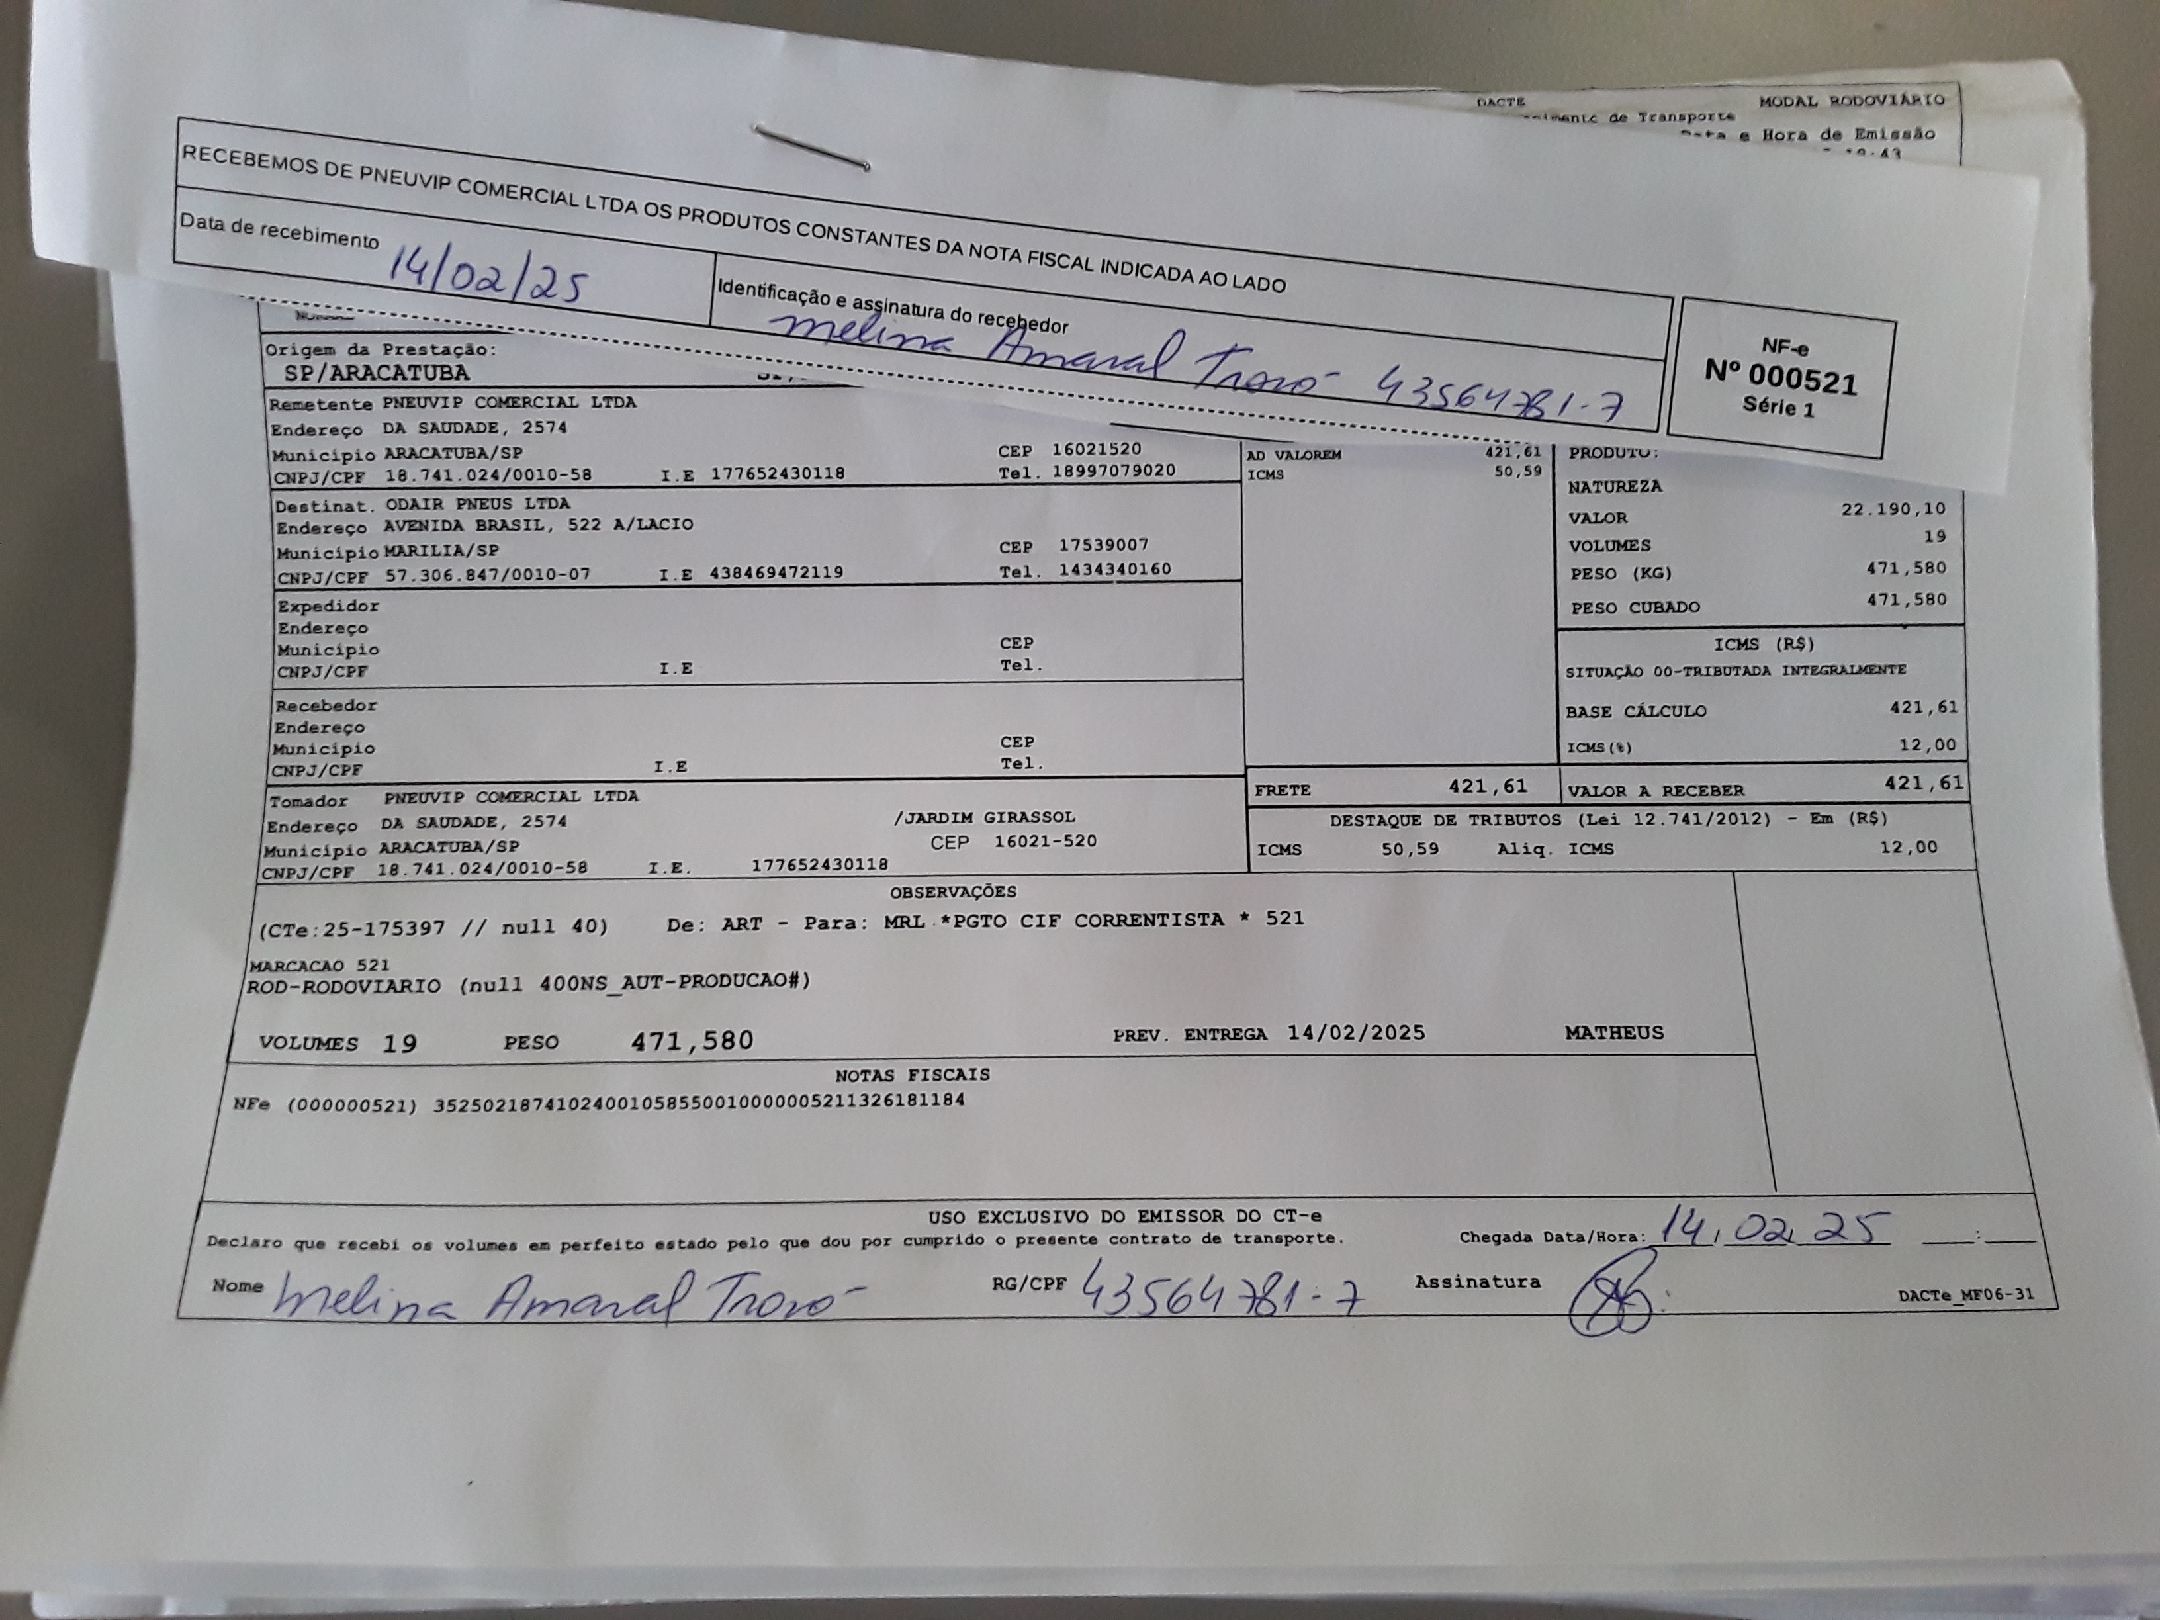 DACTE MODAL RODOVIÁRIO
de Transporte
e Hora de Emissão
RECEBEMOS DE PNEUVIP COMERCIAL LTDA OS PRODUTOS CONSTANTES DA NOTA FISCAL INDICADA AO LADO
Data de recebimento 14/02/25
Identificação e assinatura do recebedor
Melina Amaral Trovó 43564781-7
NF-e
Nº 000521
Série 1
Origem da Prestação:
SP/ARACATUBA
Remetente PNEUVIP COMERCIAL LTDA
Endereço DA SAUDADE, 2574
Município ARACATUBA/SP CEP 16021520
CNPJ/CPF 18.741.024/0010-58 I.E 177652430118 Tel. 18997079020
Destinat. ODAIR PNEUS LTDA
Endereço AVENIDA BRASIL, 522 A/LACIO
Município MARILIA/SP CEP 17539007
CNPJ/CPF 57.306.847/0010-07 I.E 438469472119 Tel. 1434340160
Expedidor
Endereço
Município CEP
CNPJ/CPF I.E Tel.
Recebedor
Endereço
Município CEP
CNPJ/CPF I.E Tel.
Tomador PNEUVIP COMERCIAL LTDA
Endereço DA SAUDADE, 2574 /JARDIM GIRASSOL
Município ARACATUBA/SP CEP 16021-520
CNPJ/CPF 18.741.024/0010-58 I.E. 177652430118
AD VALOREM 421,61
ICMS 50,59
PRODUTO:
NATUREZA
VALOR 22.190,10
VOLUMES 19
PESO (KG) 471,580
PESO CUBADO 471,580
ICMS (R$)
SITUAÇÃO 00-TRIBUTADA INTEGRALMENTE
BASE CÁLCULO 421,61
ICMS(%) 12,00
FRETE 421,61 VALOR A RECEBER 421,61
DESTAQUE DE TRIBUTOS (Lei 12.741/2012) - Em (R$)
ICMS 50,59 Aliq. ICMS 12,00
OBSERVAÇÕES
(CTe:25-175397 // null 40) De: ART - Para: MRL *PGTO CIF CORRENTISTA * 521
MARCACAO 521
ROD-RODOVIARIO (null 400NS_AUT-PRODUCAO#)
VOLUMES 19 PESO 471,580 PREV. ENTREGA 14/02/2025 MATHEUS
NOTAS FISCAIS
NFe (000000521) 35250218741024001058550010000005211326181184
USO EXCLUSIVO DO EMISSOR DO CT-e
Declaro que recebi os volumes em perfeito estado pelo que dou por cumprido o presente contrato de transporte. Chegada Data/Hora: 14,02,25 __:__
Nome Melina Amaral Trovó RG/CPF 43564781-7 Assinatura
DACTe_MF06-31